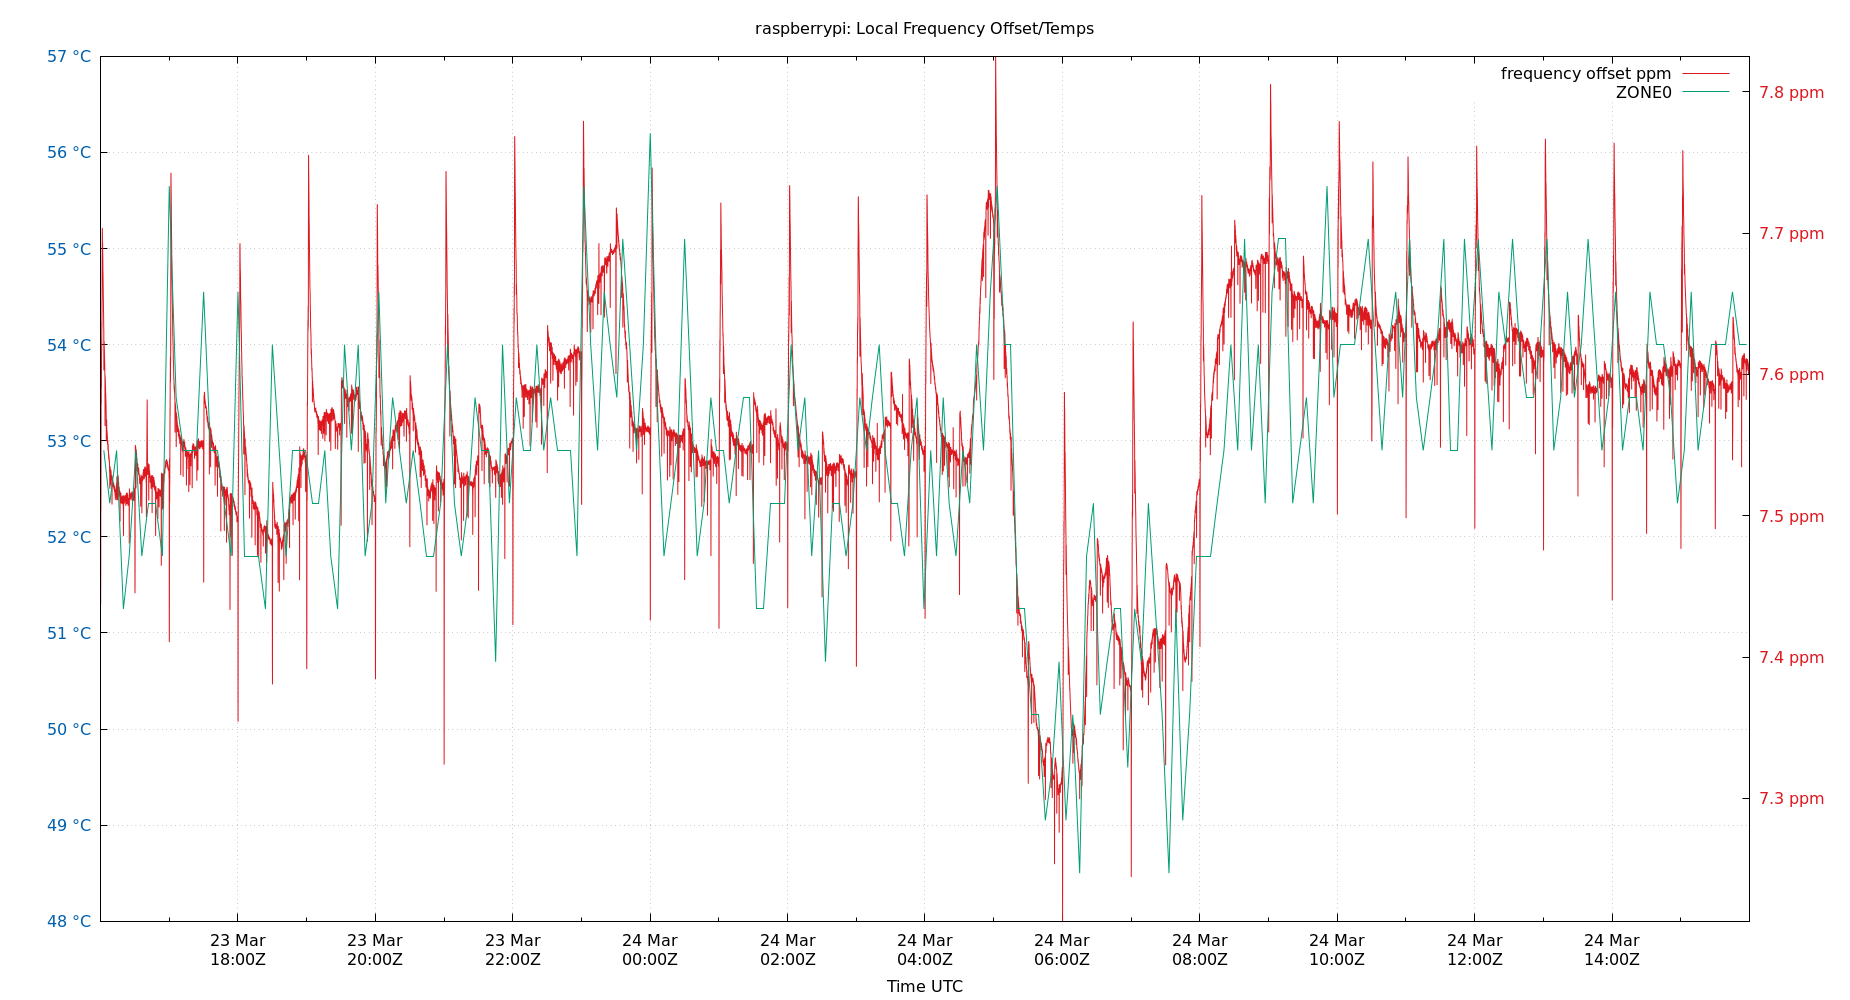 raspberrypi: Local Frequency Offset/Temps
57 °C
56 °C
55 °C
54 °C
53 °C
52 °C
51 °C
50 °C
49 °C
48 °C
frequency offset ppm
ZONE0
7.8 ppm
7.7 ppm
7.6 ppm
7.5 ppm
7.4 ppm
7.3 ppm
23 Mar
18:00Z
23 Mar
20:00Z
23 Mar
22:00Z
24 Mar
00:00Z
24 Mar
02:00Z
24 Mar
04:00Z
24 Mar
06:00Z
24 Mar
08:00Z
24 Mar
10:00Z
24 Mar
12:00Z
24 Mar
14:00Z
Time UTC